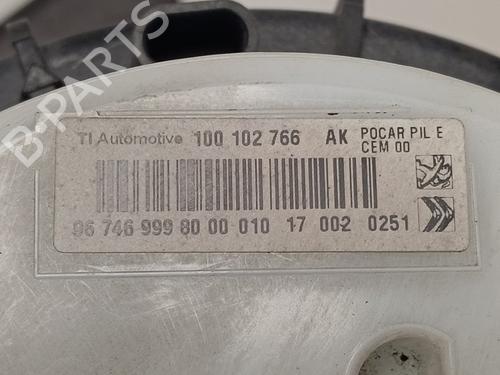 B-PARTS
TI Automotive 100 102 766 AK POCAR PIL E
CEM 00
96 746 999 80 00 010 17 002 0251